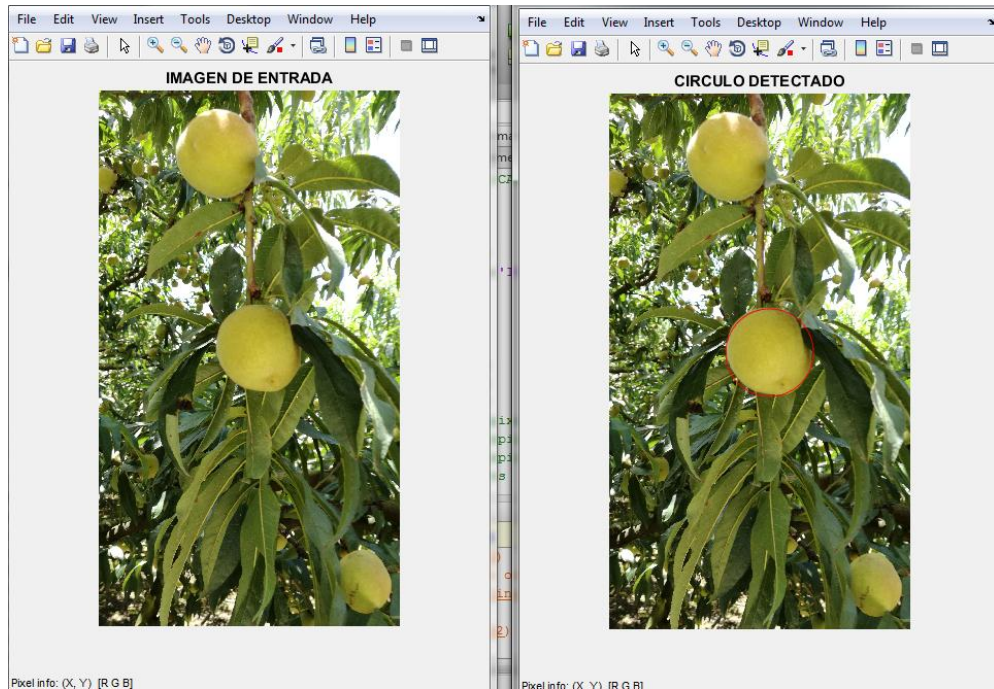 File Edit View Insert Tools Desktop Window Help
IMAGEN DE ENTRADA
Pixel info: (X, Y) [R G B]
File Edit View Insert Tools Desktop Window Help
CIRCULO DETECTADO
Pixel info: (X, Y) [R G B]